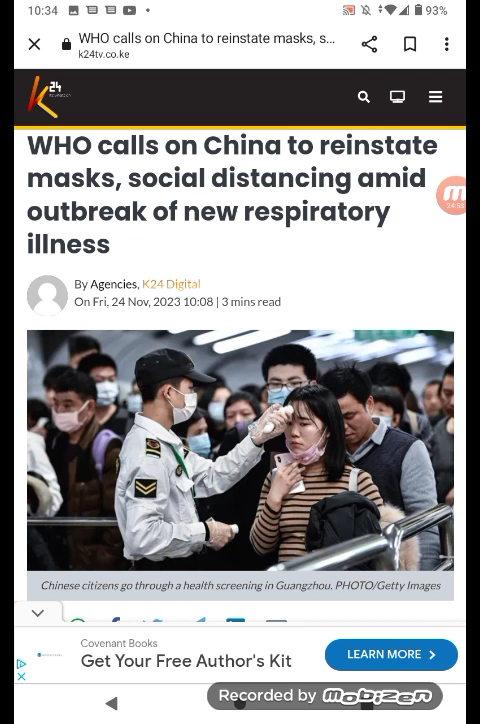 10:34
93%
WHO calls on China to reinstate masks, s...
k24tv.co.ke
24
WHO calls on China to reinstate
masks, social distancing amid
outbreak of new respiratory
illness
24:53
By Agencies, K24 Digital
On Fri, 24 Nov, 2023 10:08 | 3 mins read
Chinese citizens go through a health screening in Guangzhou. PHOTO/Getty Images
Covenant Books
Get Your Free Author's Kit
LEARN MORE
Recorded by mobizen